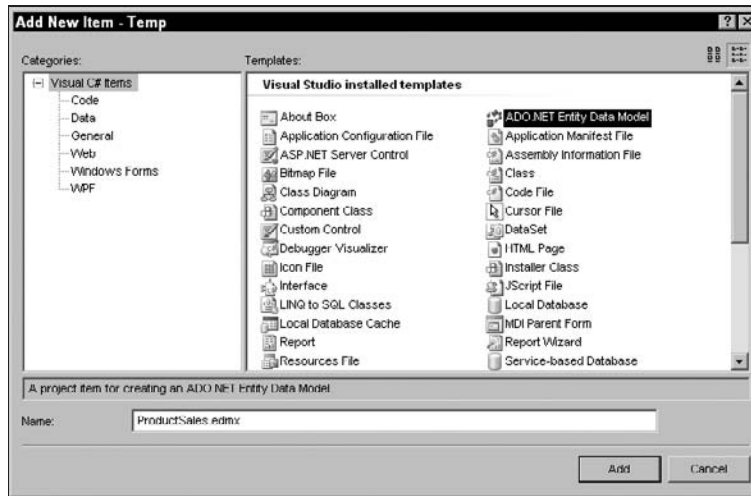 Add New Item - Temp
Categories:
Templates:
Visual C# Items
Code
Data
General
Web
Windows Forms
WPF
Visual Studio installed templates
About Box
ADO.NET Entity Data Model
Application Configuration File
Application Manifest File
ASP.NET Server Control
Assembly Information File
Bitmap File
Class
Class Diagram
Code File
Component Class
Cursor File
Custom Control
DataSet
Debugger Visualizer
HTML Page
Icon File
Installer Class
Interface
JScript File
LINQ to SQL Classes
Local Database
Local Database Cache
MDI Parent Form
Report
Report Wizard
Resources File
Service-based Database
A project item for creating an ADO.NET Entity Data Model
Name:
ProductSales.edmx
Add
Cancel